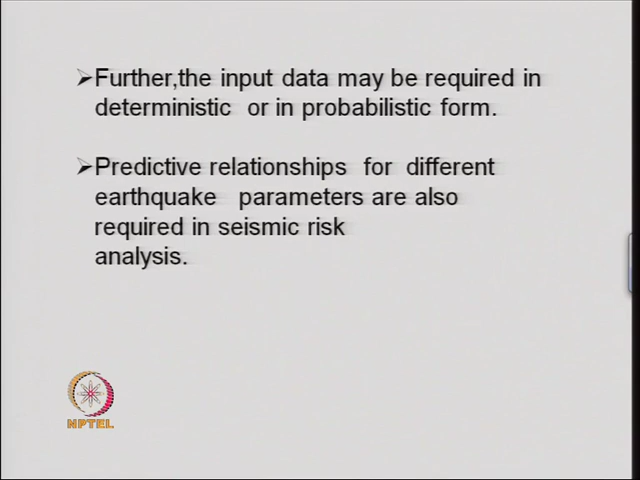 ➢Further,the input data may be required in
deterministic or in probabilistic form.
➢Predictive relationships for different
earthquake parameters are also
required in seismic risk
analysis.
NPTEL